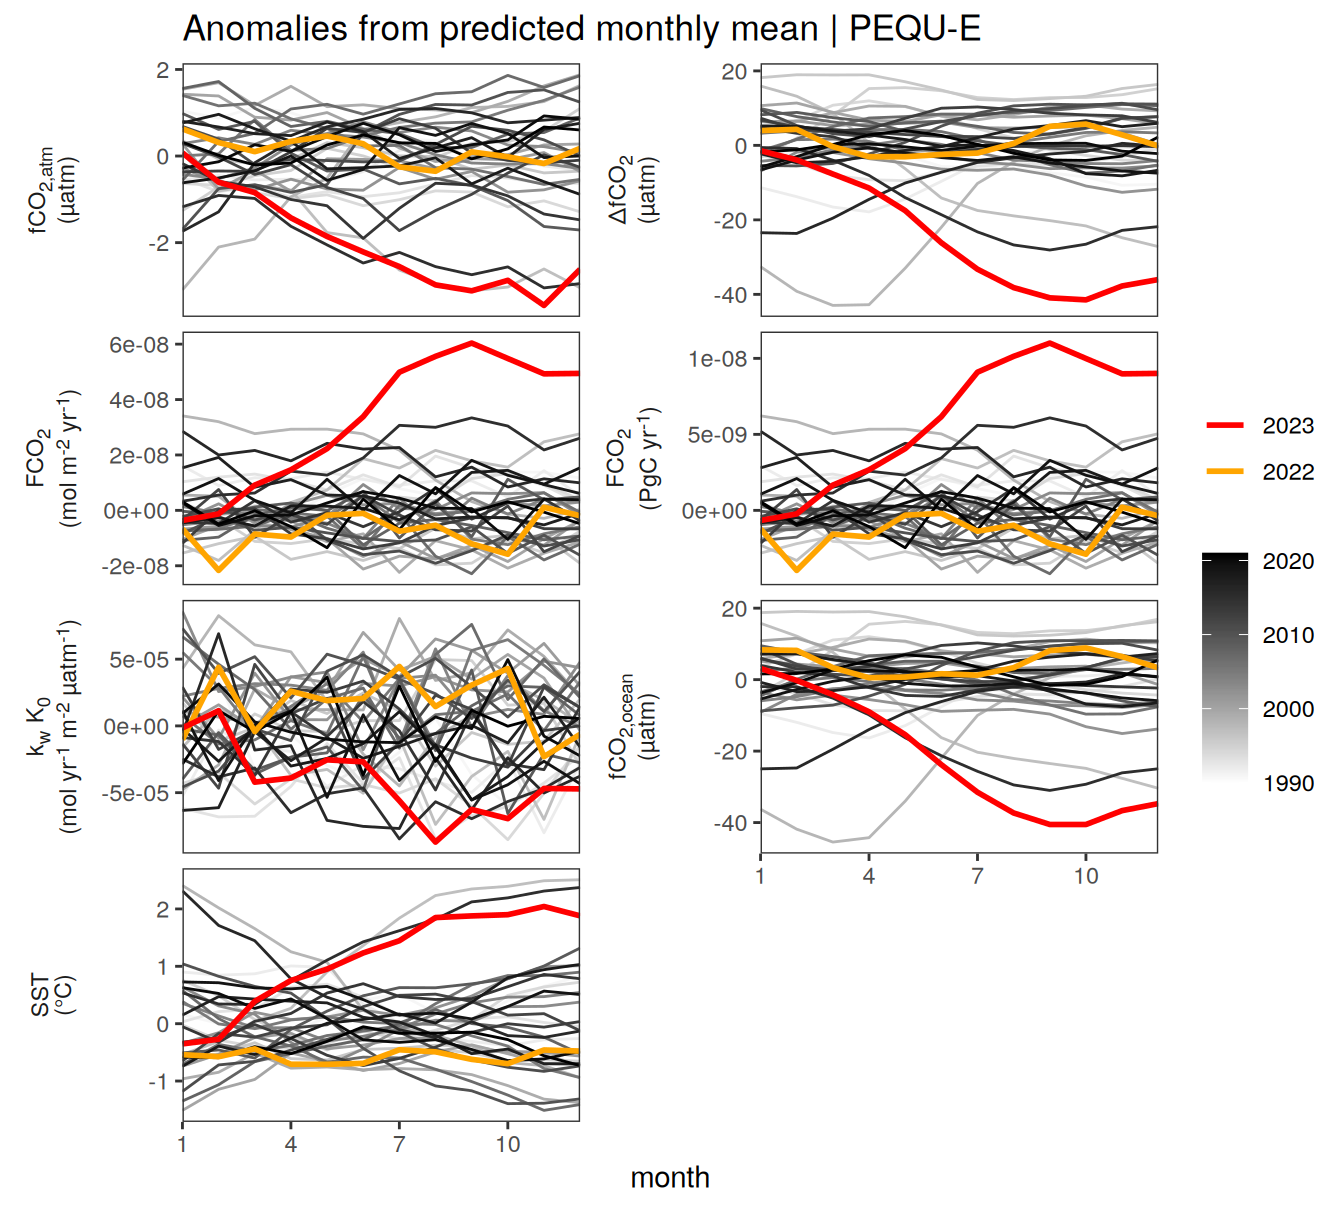 Anomalies from predicted monthly mean | PEQU-E
fCO2,atm
(µatm)
2
0
-2
ΔfCO2
(µatm)
20
0
-20
-40
FCO2
(mol m-2 yr-1)
6e-08
4e-08
2e-08
0e+00
-2e-08
FCO2
(PgC yr-1)
1e-08
5e-09
0e+00
kw K0
(mol yr-1 m-2 µatm-1)
5e-05
0e+00
-5e-05
fCO2,ocean
(µatm)
20
0
-20
-40
1 4 7 10
SST
(°C)
2
1
0
-1
1 4 7 10
month
2023
2022
2020
2010
2000
1990